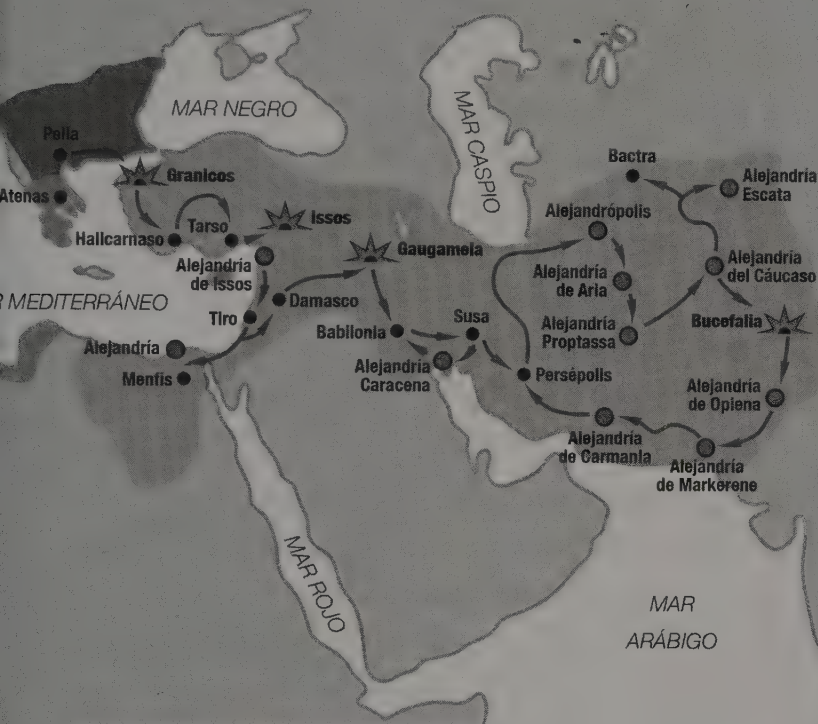 MAR NEGRO
MAR CASPIO
Pella
Granicos
Atenas
Halicarnaso
Tarso
Issos
Alejandría
de Issos
Gaugamela
R MEDITERRÁNEO
Damasco
Tiro
Alejandría
Menfis
Babilonia
Susa
Alejandría
Caracena
Persépolis
Bactra
Alejandría
Escata
Alejandrópolis
Alejandría
de Aria
Alejandría
del Cáucaso
Alejandría
Proptassa
Bucefalia
Alejandría
de Opiena
Alejandría
de Carmania
Alejandría
de Markerene
MAR ROJO
MAR
ARÁBIGO